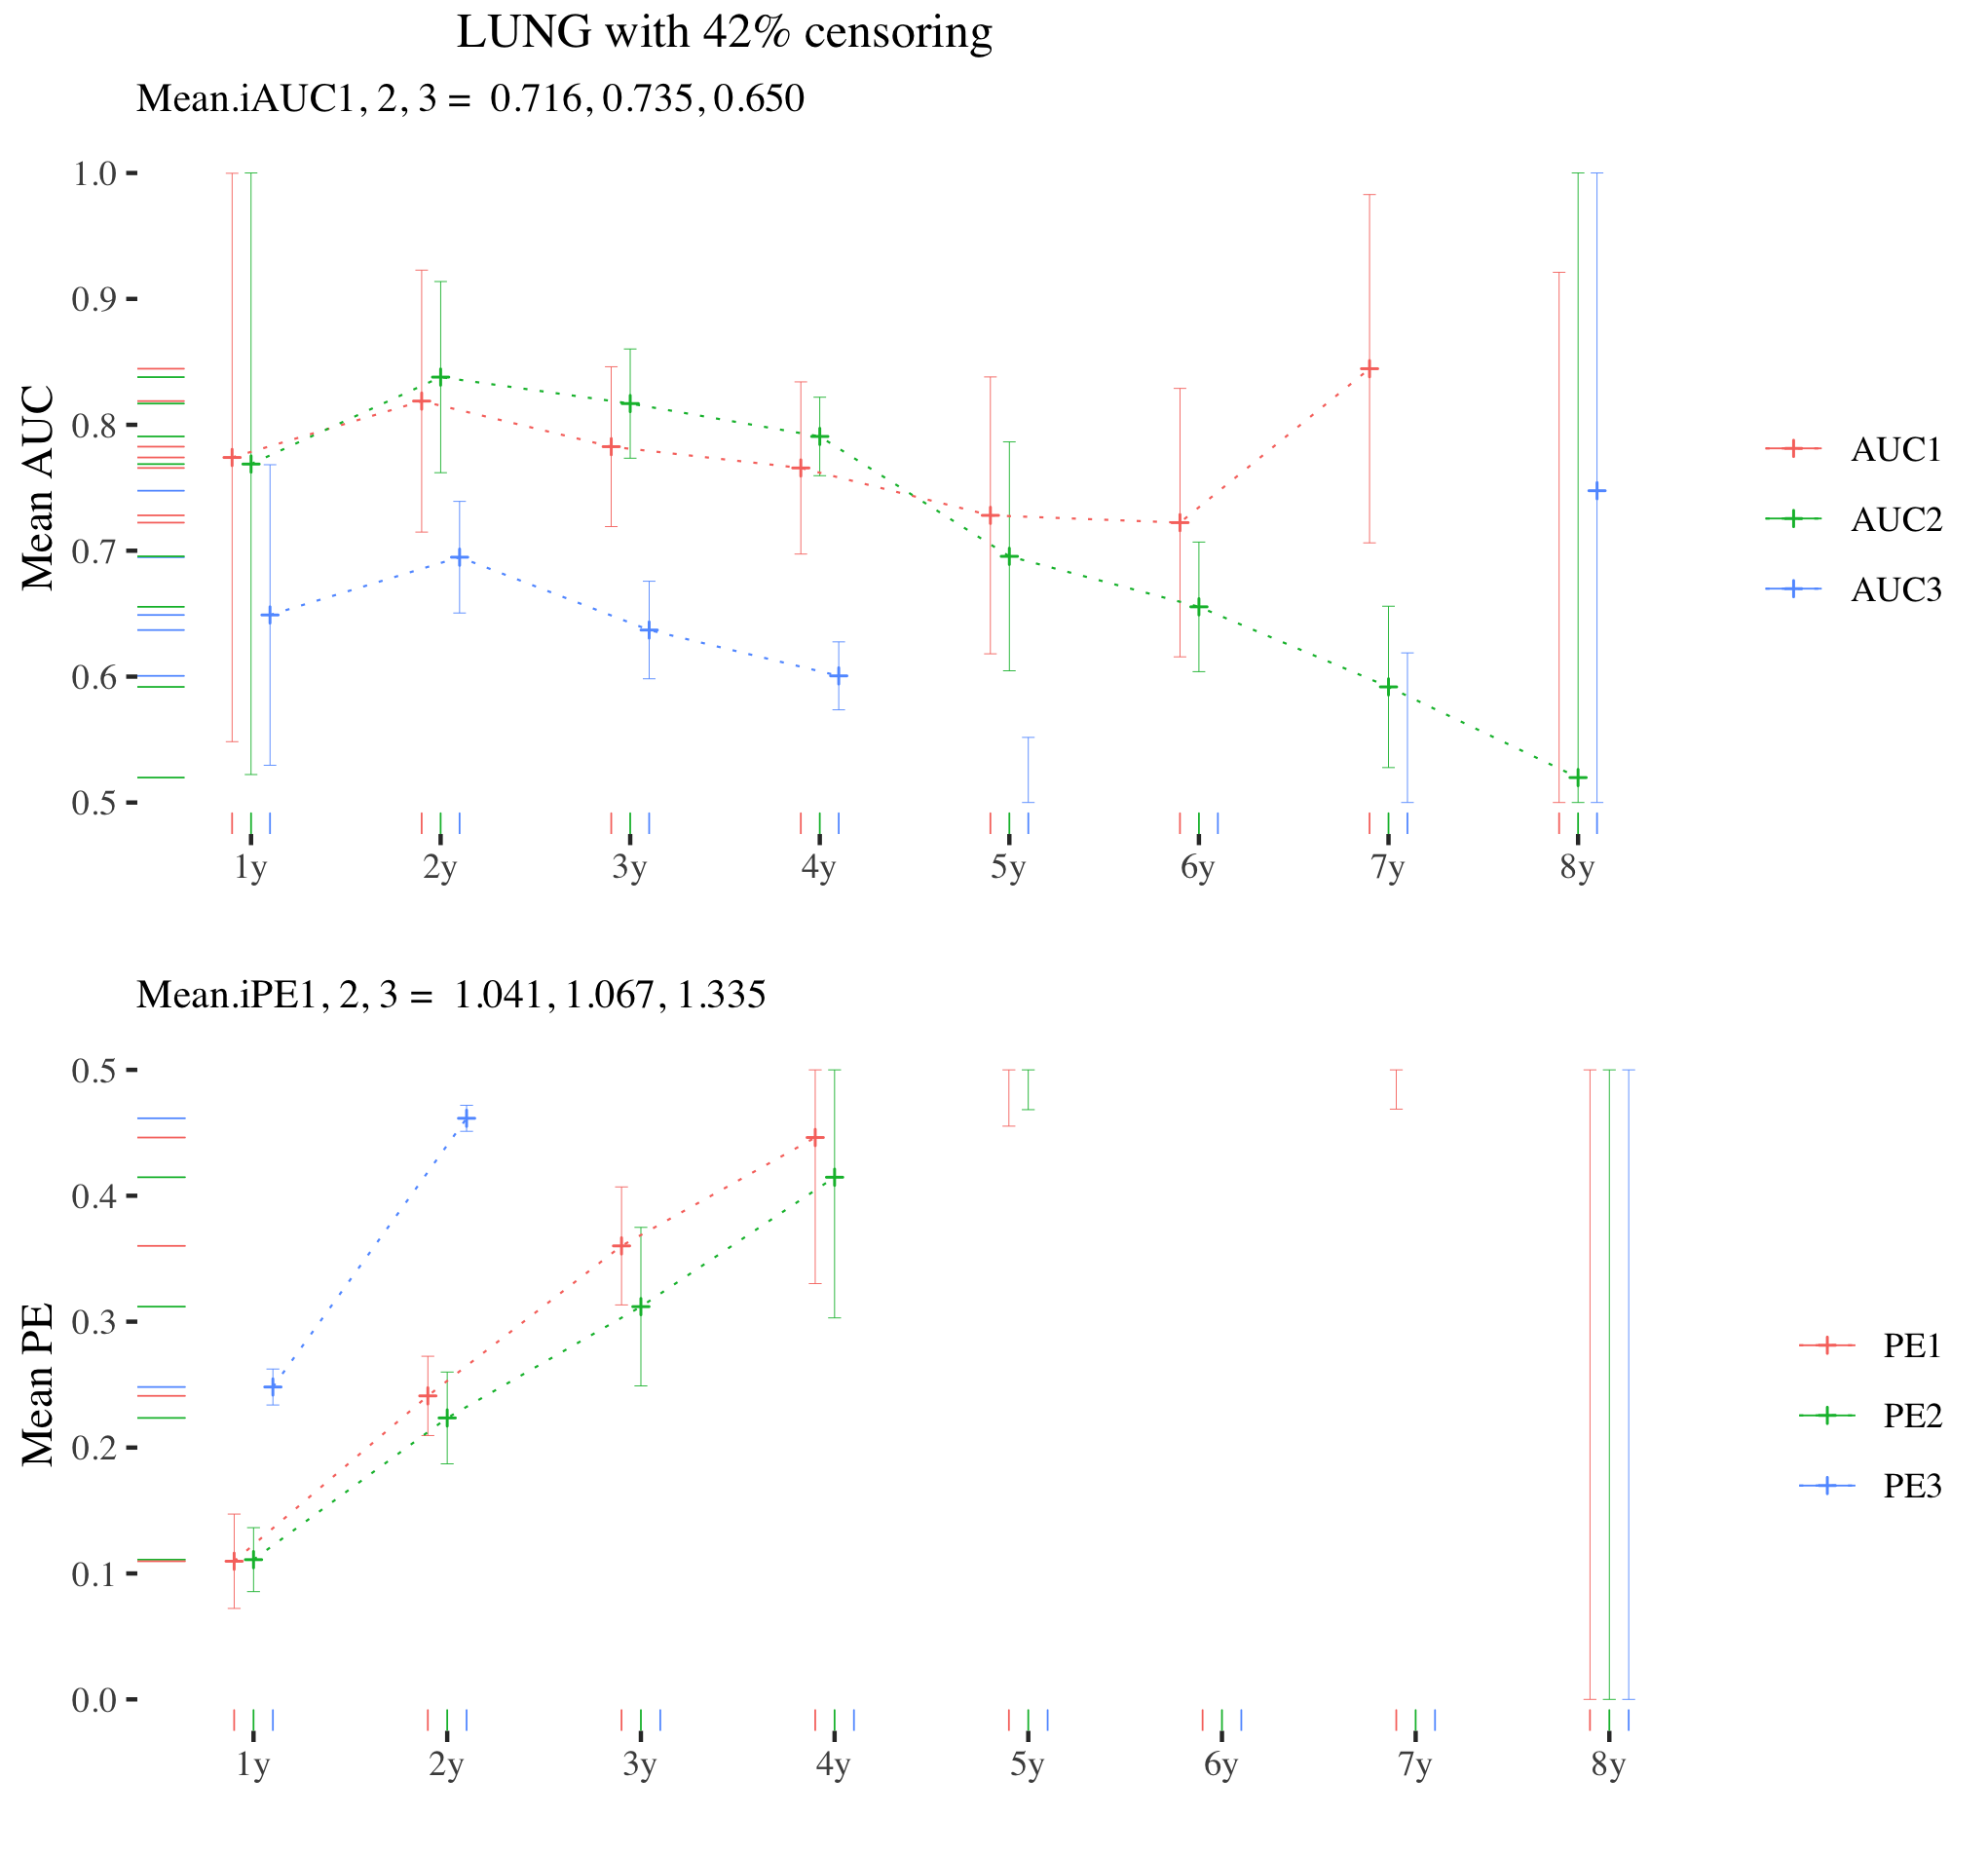 LUNG with 42% censoring
Mean.iAUC1, 2, 3 = 0.716, 0.735, 0.650
Mean AUC
1.0
0.9
0.8
0.7
0.6
0.5
1y 2y 3y 4y 5y 6y 7y 8y
AUC1
AUC2
AUC3
Mean.iPE1, 2, 3 = 1.041, 1.067, 1.335
Mean PE
0.5
0.4
0.3
0.2
0.1
0.0
1y 2y 3y 4y 5y 6y 7y 8y
PE1
PE2
PE3